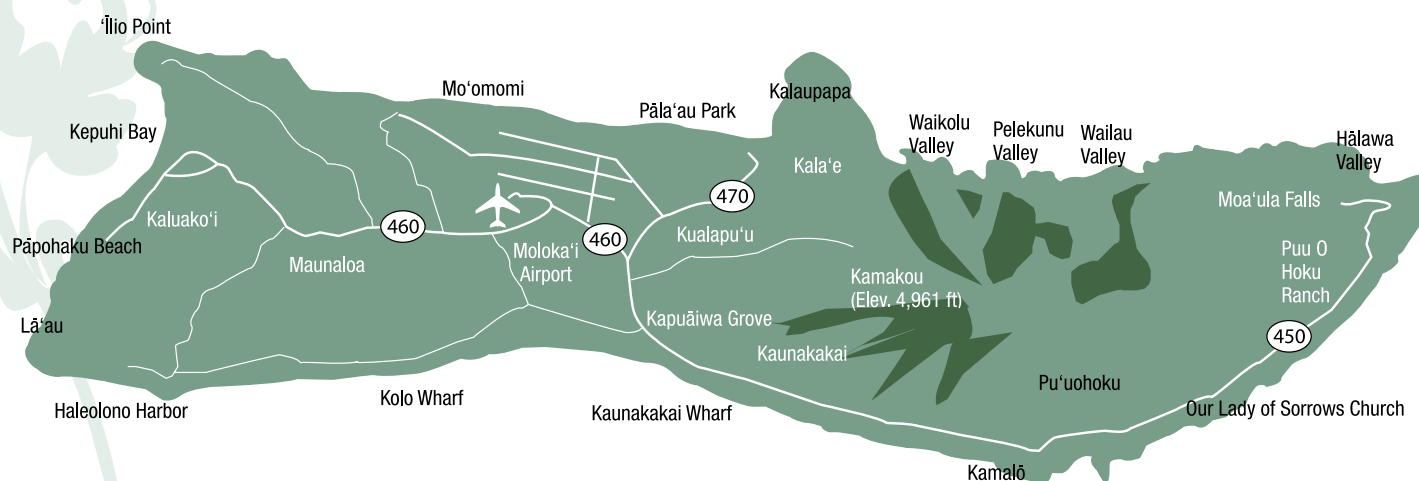 ʻĪlio Point
Moʻomomi
Kalaupapa
Pālaʻau Park
Kepuhi Bay
Waikolu
Valley
Pelekunu
Valley
Wailau
Valley
Hālawa
Valley
Kalaʻe
470
Moaʻula Falls
Kaluakoʻi
460
460
Kualapuʻu
Pāpohaku Beach
Maunaloa
Molokaʻi
Airport
Kamakou
(Elev. 4,961 ft)
Puu O
Hoku
Ranch
Lāʻau
Kapuāiwa Grove
Kaunakakai
450
Puʻuohoku
Haleolono Harbor
Kolo Wharf
Kaunakakai Wharf
Our Lady of Sorrows Church
Kamalō